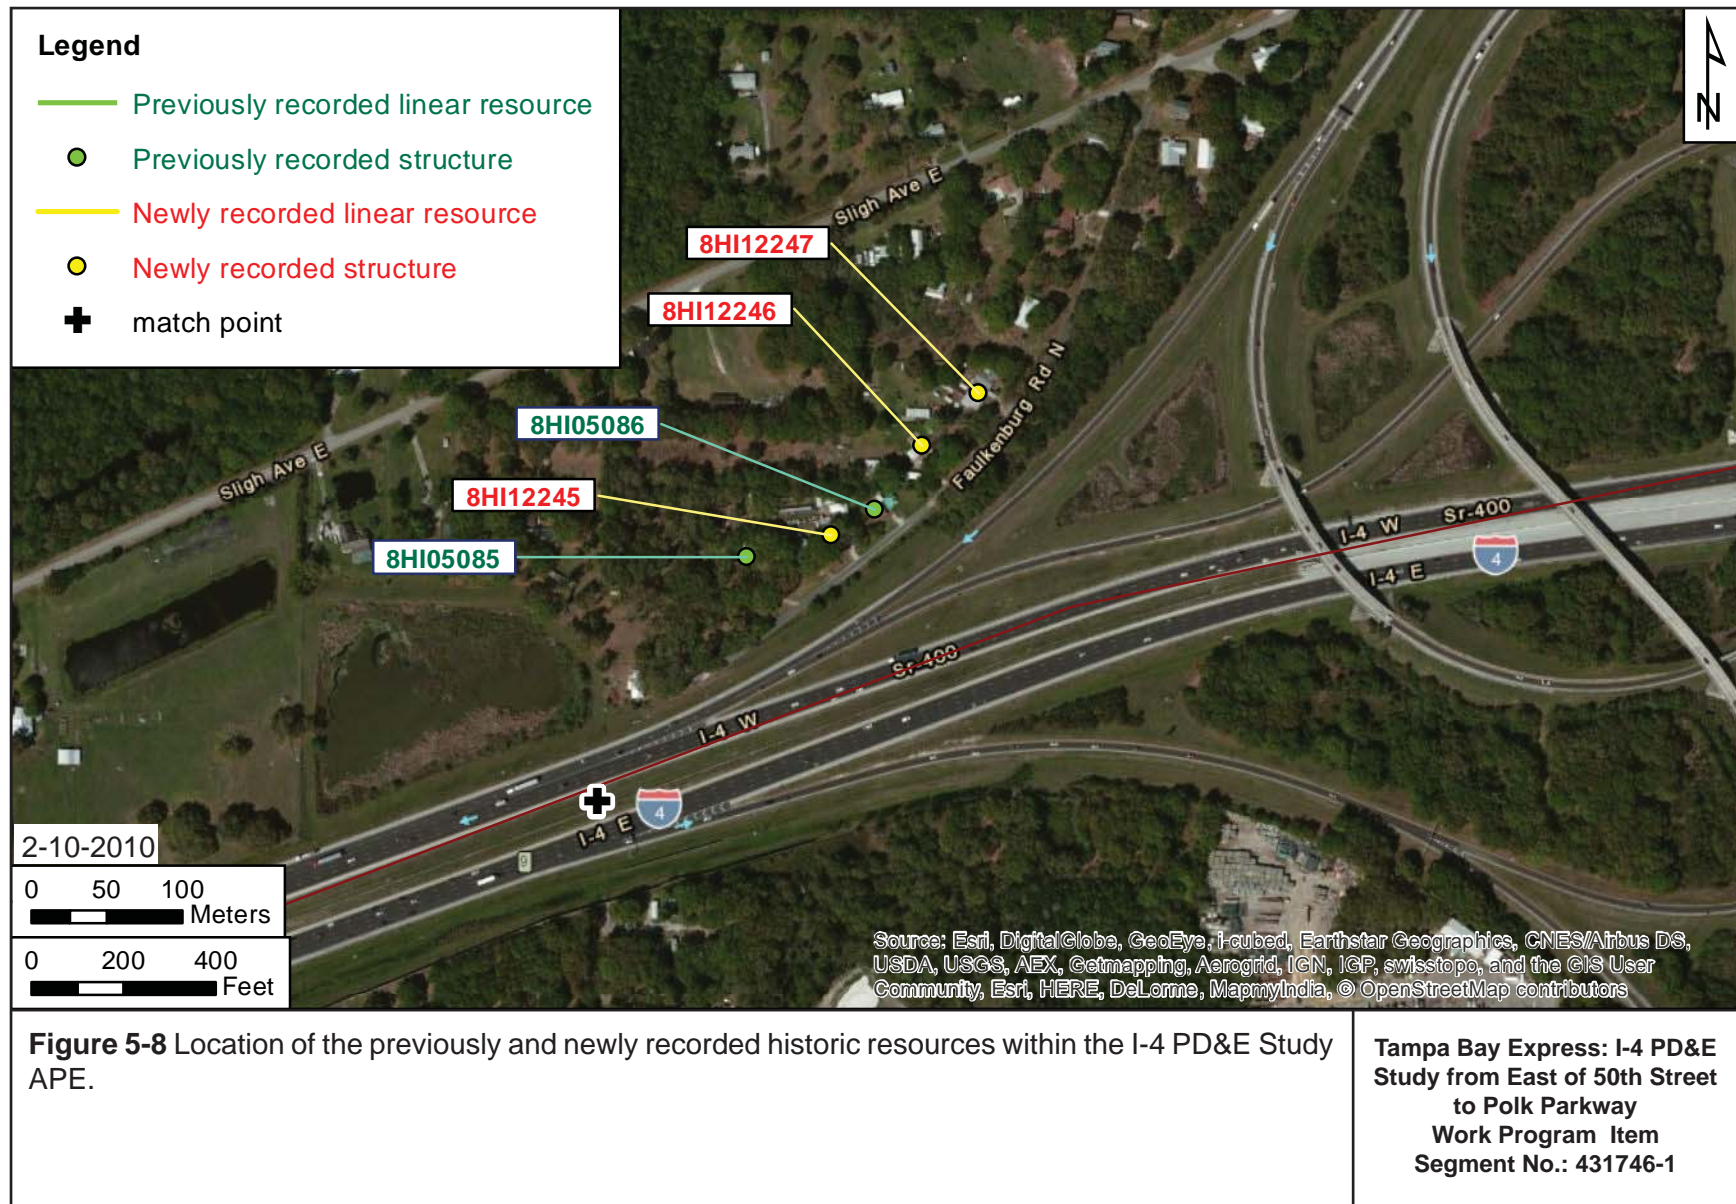 Legend
Previously recorded linear resource
Previously recorded structure
Newly recorded linear resource
Newly recorded structure
match point
N
Sligh Ave E
8HI12247
8HI12246
Faulkenburg Rd N
8HI05086
Sligh Ave E
8HI12245
8HI05085
I-4 W
Sr-400
4
I-4 E
Sr-400
I-4 W
4
I-4 E
9
2-10-2010
0 50 100
Meters
0 200 400
Feet
Source: Esri, DigitalGlobe, GeoEye, i-cubed, Earthstar Geographics, CNES/Airbus DS,
USDA, USGS, AEX, Getmapping, Aerogrid, IGN, IGP, swisstopo, and the GIS User
Community, Esri, HERE, DeLorme, MapmyIndia, © OpenStreetMap contributors
Figure 5-8 Location of the previously and newly recorded historic resources within the I-4 PD&E Study
APE.
Tampa Bay Express: I-4 PD&E
Study from East of 50th Street
to Polk Parkway
Work Program Item
Segment No.: 431746-1